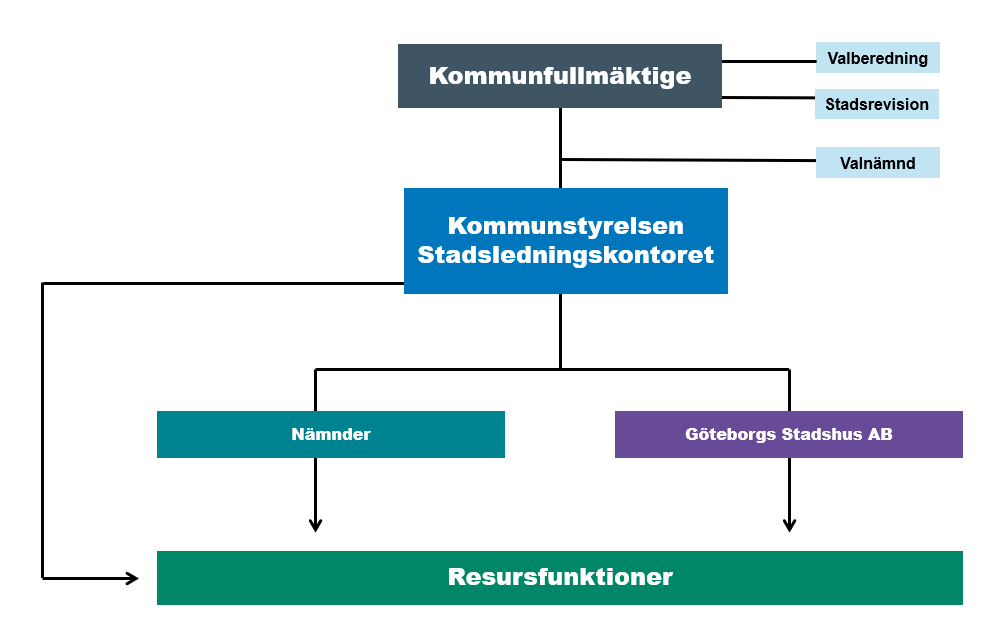 Kommunfullmäktige
Valberedning
Stadsrevision
Valnämnd
Kommunstyrelsen
Stadsledningskontoret
Nämnder
Göteborgs Stadshus AB
Resursfunktioner